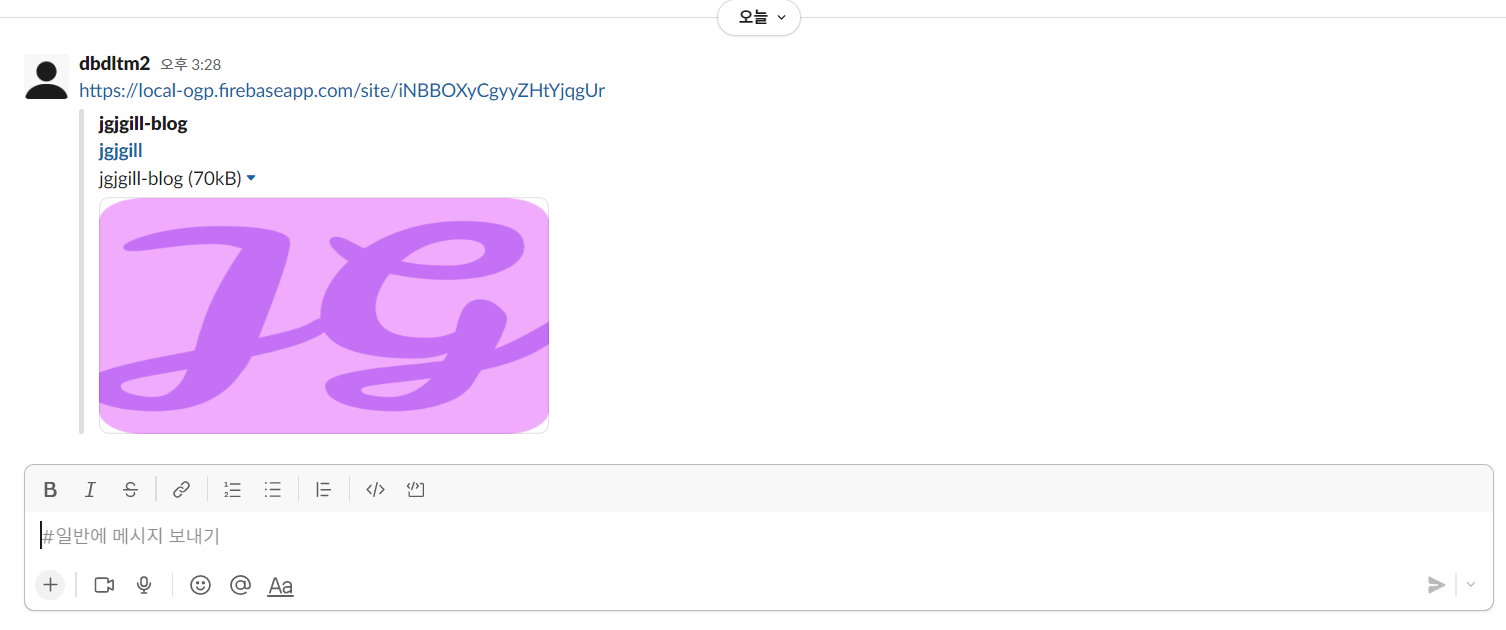 오늘
dbdltm2 오후 3:28
https://local-ogp.firebaseapp.com/site/iNBBOXyCgyyZHtYjqgUr
jgjgill-blog
jgjgill
jgjgill-blog (70kB)
JG
B I S
#일반에 메시지 보내기
Aa